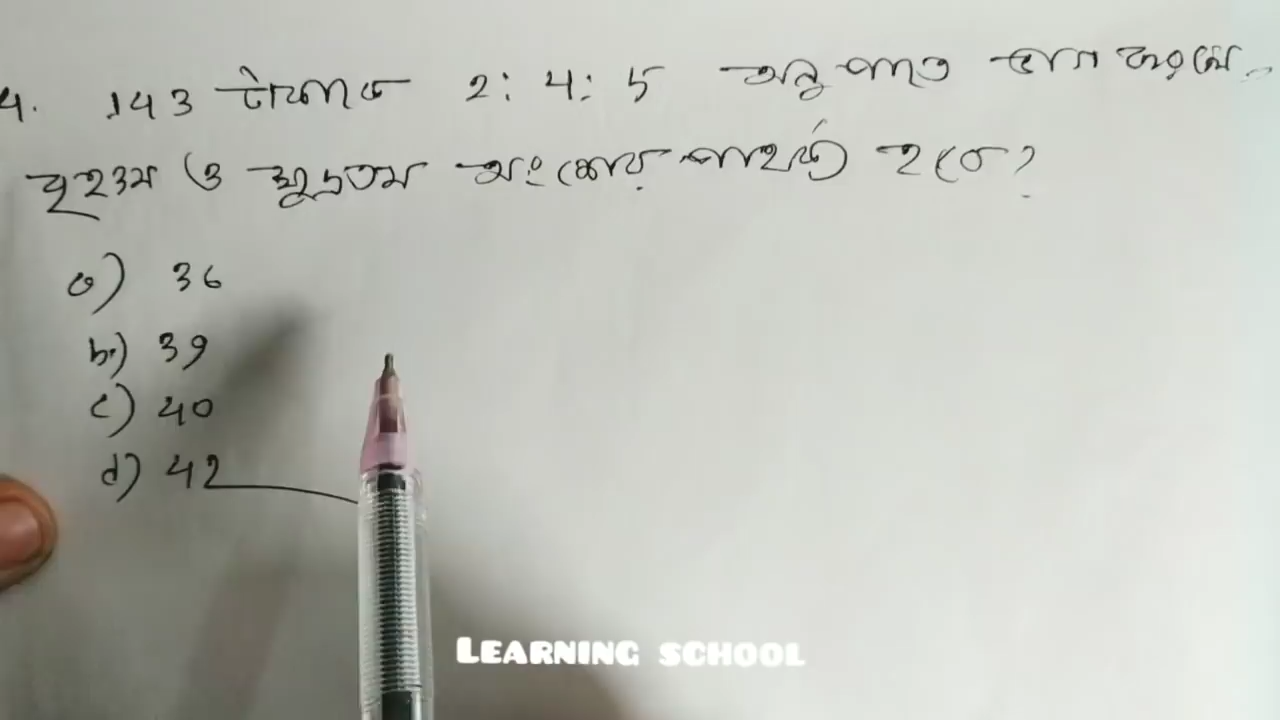 4. 143 টাকাকে 2:4:5 অনুপাতে ভাগ করলে
বৃহত্তম ও ক্ষুদ্রতম অংশের পার্থক্য হবে?
a) 36
b) 39
c) 40
d) 42
LEARNING SCHOOL